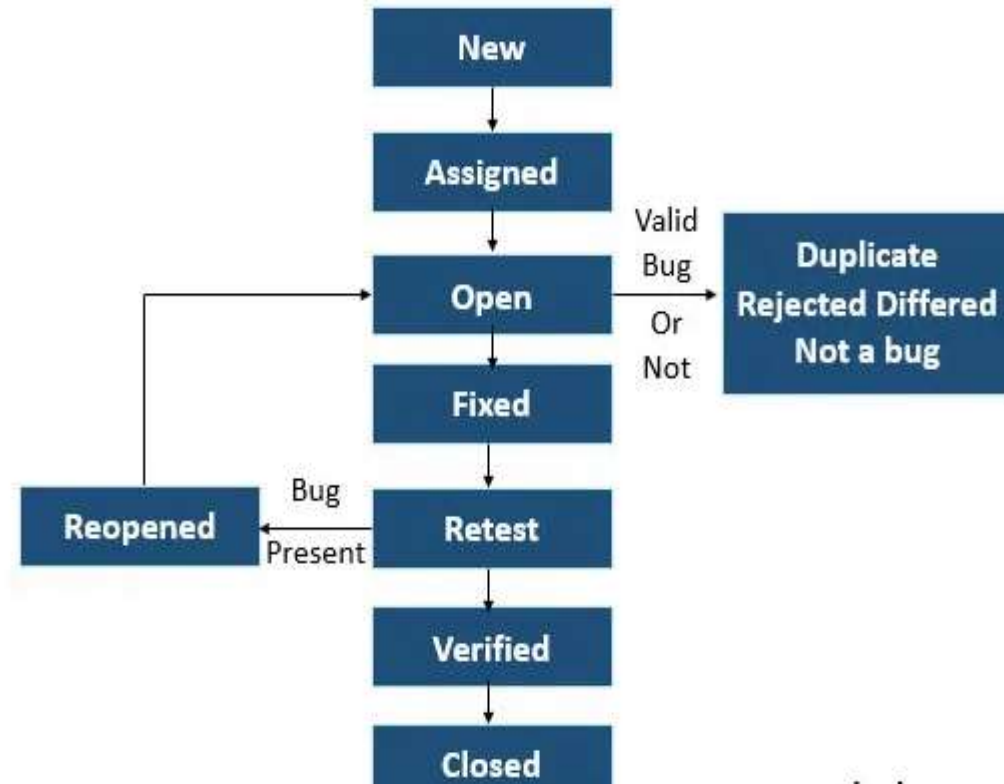 New
Assigned
Valid
Bug
Or
Not
Duplicate
Rejected Differed
Not a bug
Open
Fixed
Bug
Present
Reopened
Retest
Verified
Closed